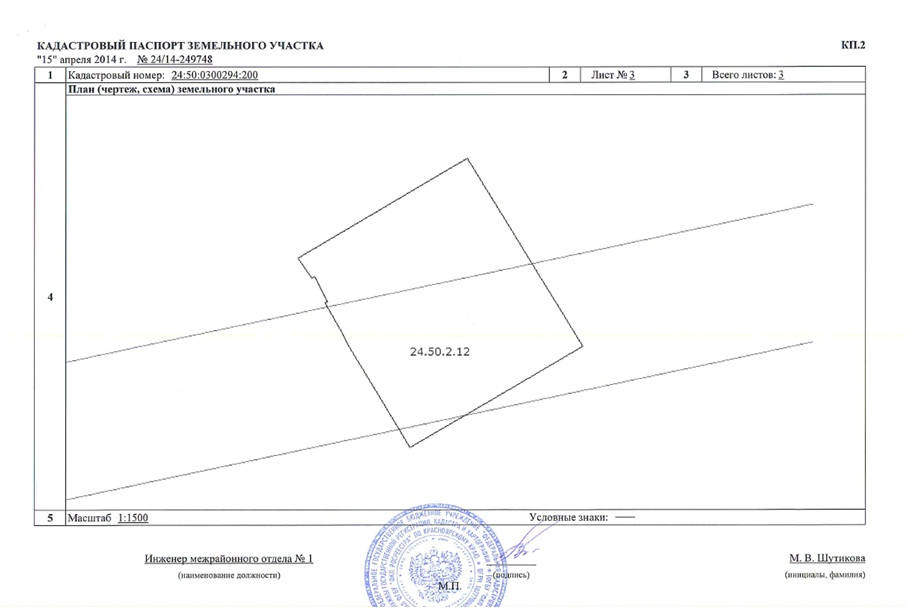 КАДАСТРОВЫЙ ПАСПОРТ ЗЕМЕЛЬНОГО УЧАСТКА КП.2
"15" апреля 2014 г. № 24/14-249748
1 Кадастровый номер: 24:50:0300294:200 2 Лист № 3 3 Всего листов: 3
План (чертеж, схема) земельного участка
4
24.50.2.12
5 Масштаб 1:1500 Условные знаки:
Инженер межрайонного отдела № 1 М. В. Шутикова
(наименование должности) М.П. (подпись) (инициалы, фамилия)